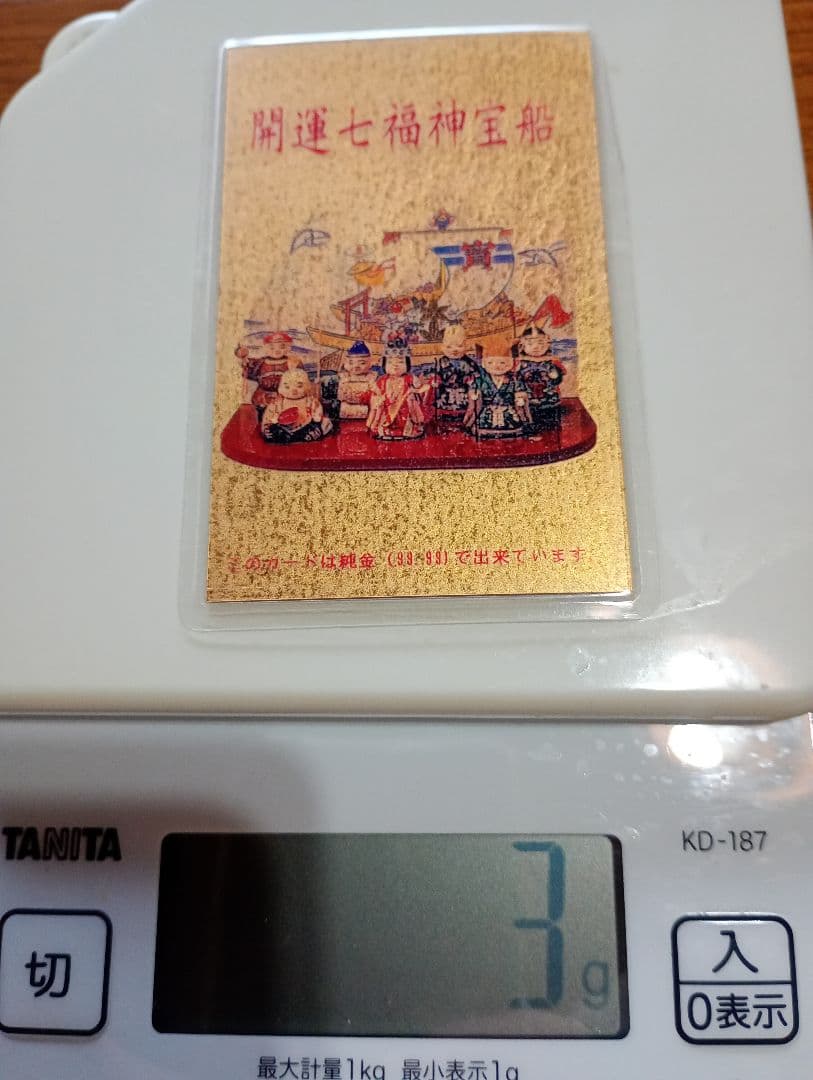 開運七福神宝船
寳
このカードは純金(99.99)で出来ています。
TANITA
KD-187
3g
切
入
0表示
最大計量1kg 最小表示1g